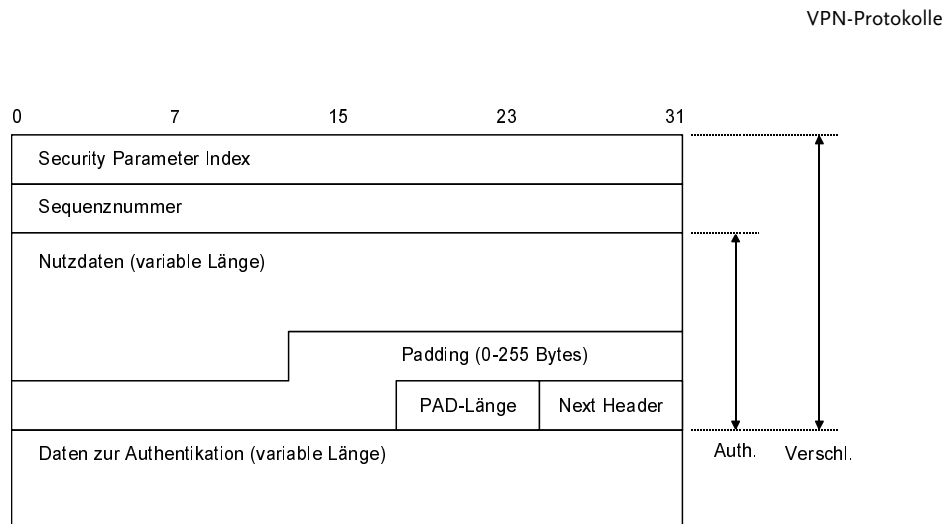 VPN-Protokolle
0 7 15 23 31
Security Parameter Index
Sequenznummer
Nutzdaten (variable Länge)
Padding (0-255 Bytes)
PAD-Länge Next Header
Daten zur Authentikation (variable Länge)
Auth. Verschl.